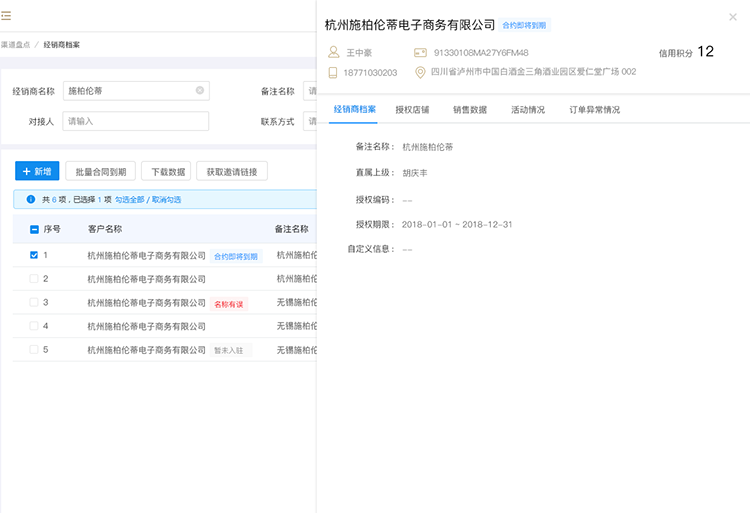 渠道盘点 / 经销商档案
经销商名称 施柏伦蒂
备注名称 请
对接人 请输入
联系方式 请
+ 新增 批量合同到期 下载数据 获取邀请链接
共 6 项，已选择 1 项 勾选全部 / 取消勾选
序号 客户名称 备注名称
1 杭州施柏伦蒂电子商务有限公司 合约即将到期 杭州施柏伦
2 杭州施柏伦蒂电子商务有限公司 杭州施柏伦
3 杭州施柏伦蒂电子商务有限公司 名称有误 无锡施柏伦
4 杭州施柏伦蒂电子商务有限公司 无锡施柏伦
5 杭州施柏伦蒂电子商务有限公司 暂未入驻 无锡施柏伦
杭州施柏伦蒂电子商务有限公司 合约即将到期
王中豪 91330108MA27Y6FM48 信用积分 12
18771030203 四川省泸州市中国白酒金三角酒业园区爱仁堂广场 002
经销商档案 授权店铺 销售数据 活动情况 订单异常情况
备注名称： 杭州施柏伦蒂
直属上级： 胡庆丰
授权编码： --
授权期限： 2018-01-01 ~ 2018-12-31
自定义信息： --